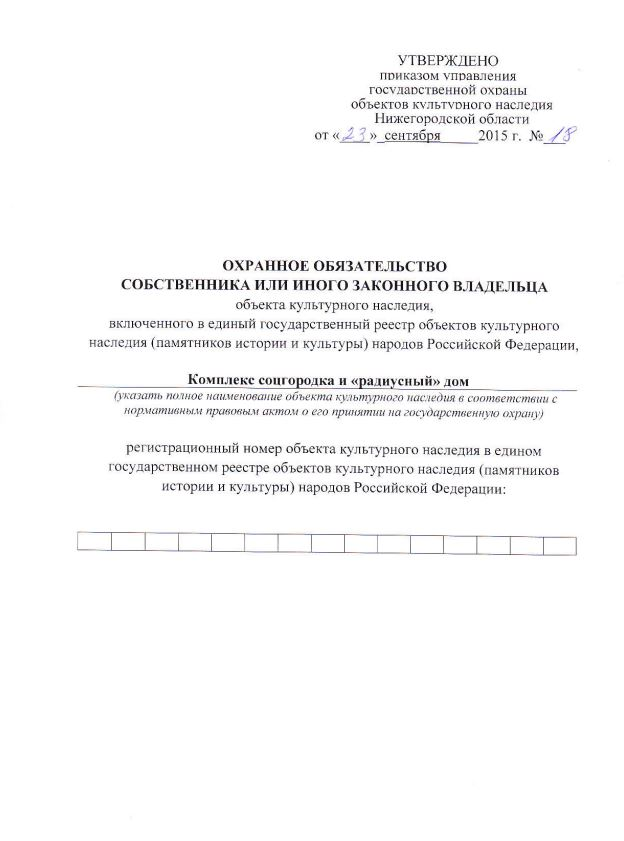 УТВЕРЖДЕНО
приказом управления
государственной охраны
объектов культурного наследия
Нижегородской области
от «23» сентября 2015 г. № 18
ОХРАННОЕ ОБЯЗАТЕЛЬСТВО
СОБСТВЕННИКА ИЛИ ИНОГО ЗАКОННОГО ВЛАДЕЛЬЦА
объекта культурного наследия,
включенного в единый государственный реестр объектов культурного
наследия (памятников истории и культуры) народов Российской Федерации,
Комплекс соцгородка и «радиусный» дом
(указать полное наименование объекта культурного наследия в соответствии с
нормативным правовым актом о его принятии на государственную охрану)
регистрационный номер объекта культурного наследия в едином
государственном реестре объектов культурного наследия (памятников
истории и культуры) народов Российской Федерации: